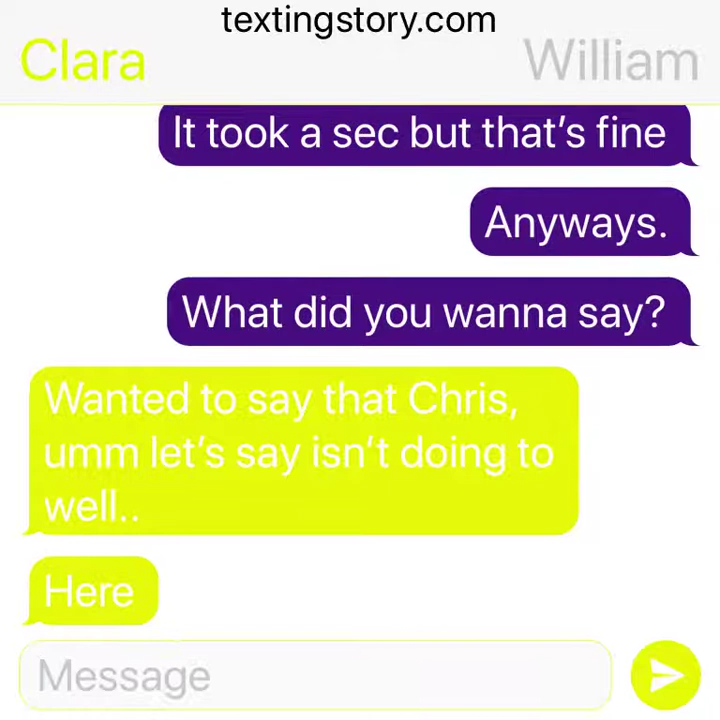 textingstory.com
Clara
William
It took a sec but that’s fine
Anyways.
What did you wanna say?
Wanted to say that Chris,
umm let’s say isn’t doing to
well..
Here
Message